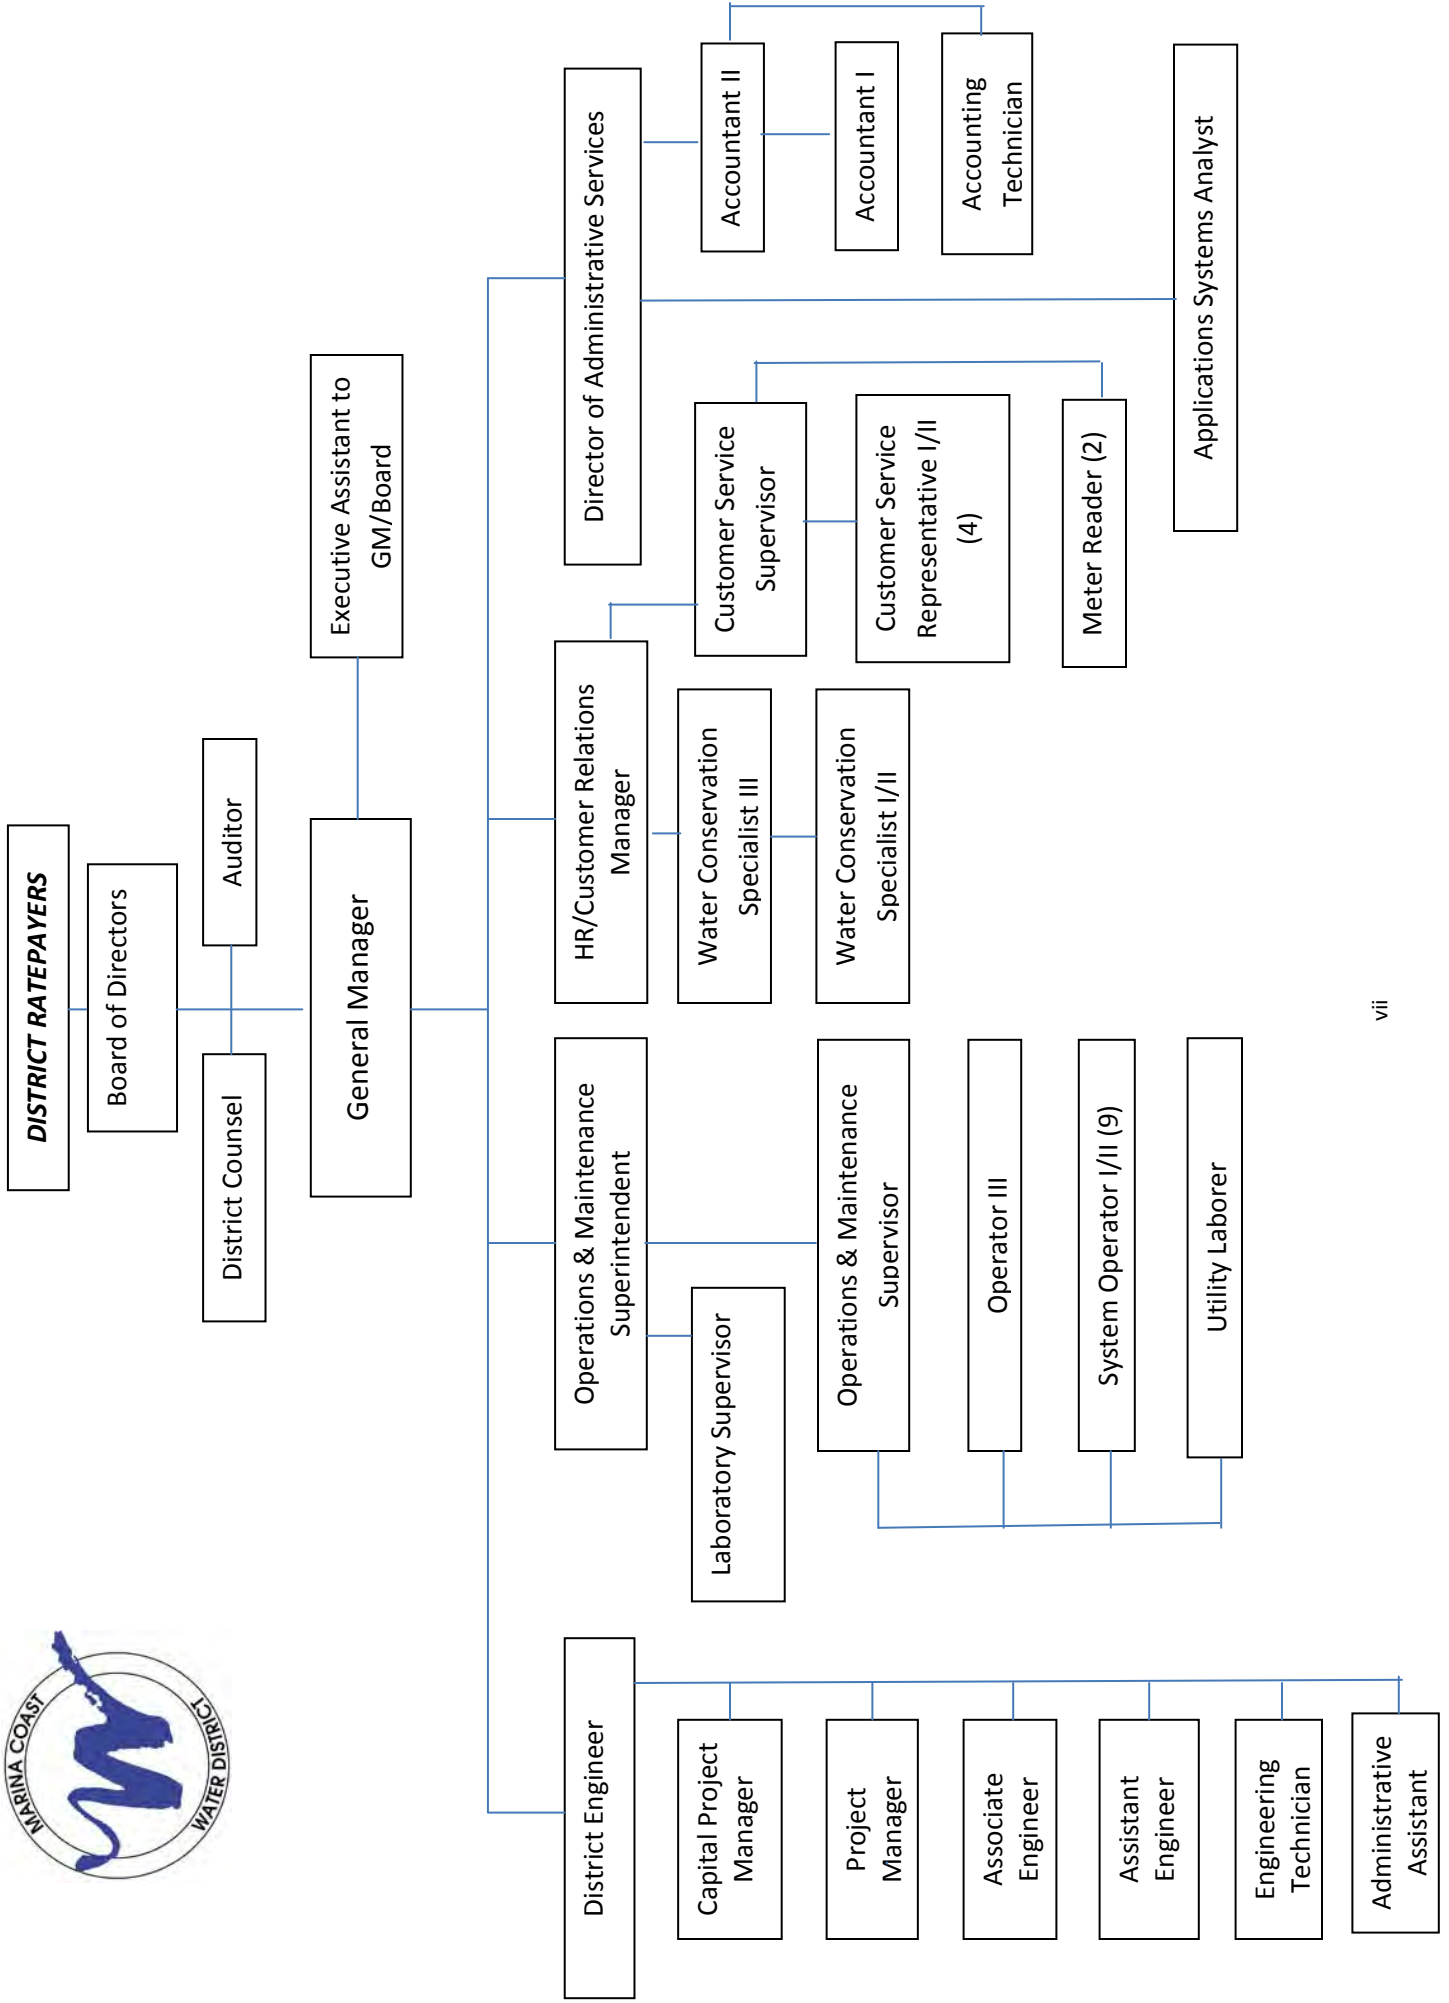 MARINA COAST
WATER DISTRICT
DISTRICT RATEPAYERS
Board of Directors
District Counsel
Auditor
General Manager
Executive Assistant to
GM/Board
District Engineer
Capital Project
Manager
Project
Manager
Associate
Engineer
Assistant
Engineer
Engineering
Technician
Administrative
Assistant
Operations & Maintenance
Superintendent
Laboratory Supervisor
Operations & Maintenance
Supervisor
Operator III
System Operator I/II (9)
Utility Laborer
HR/Customer Relations
Manager
Water Conservation
Specialist III
Water Conservation
Specialist I/II
Customer Service
Supervisor
Customer Service
Representative I/II
(4)
Meter Reader (2)
Director of Administrative Services
Accountant II
Accountant I
Accounting
Technician
Applications Systems Analyst
vii